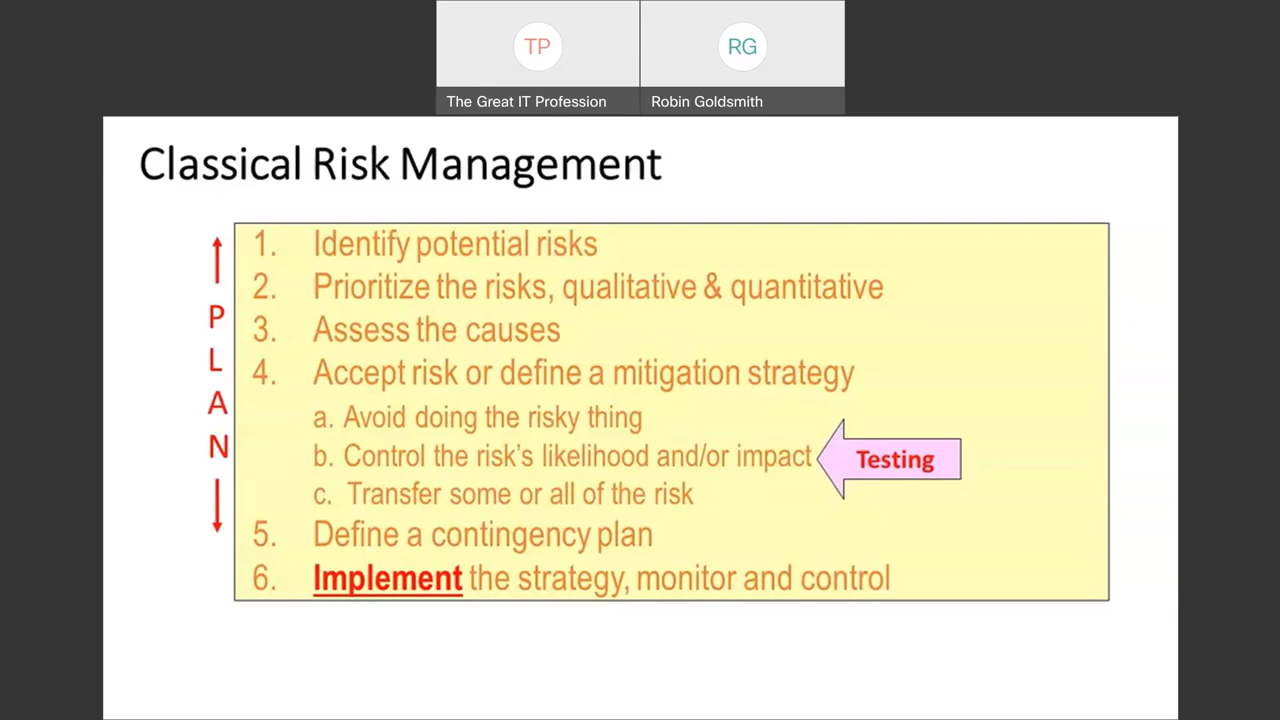 TP
RG
The Great IT Profession
Robin Goldsmith
Classical Risk Management
PLAN
1. Identify potential risks
2. Prioritize the risks, qualitative & quantitative
3. Assess the causes
4. Accept risk or define a mitigation strategy
a. Avoid doing the risky thing
b. Control the risk's likelihood and/or impact
Testing
c. Transfer some or all of the risk
5. Define a contingency plan
6. Implement the strategy, monitor and control